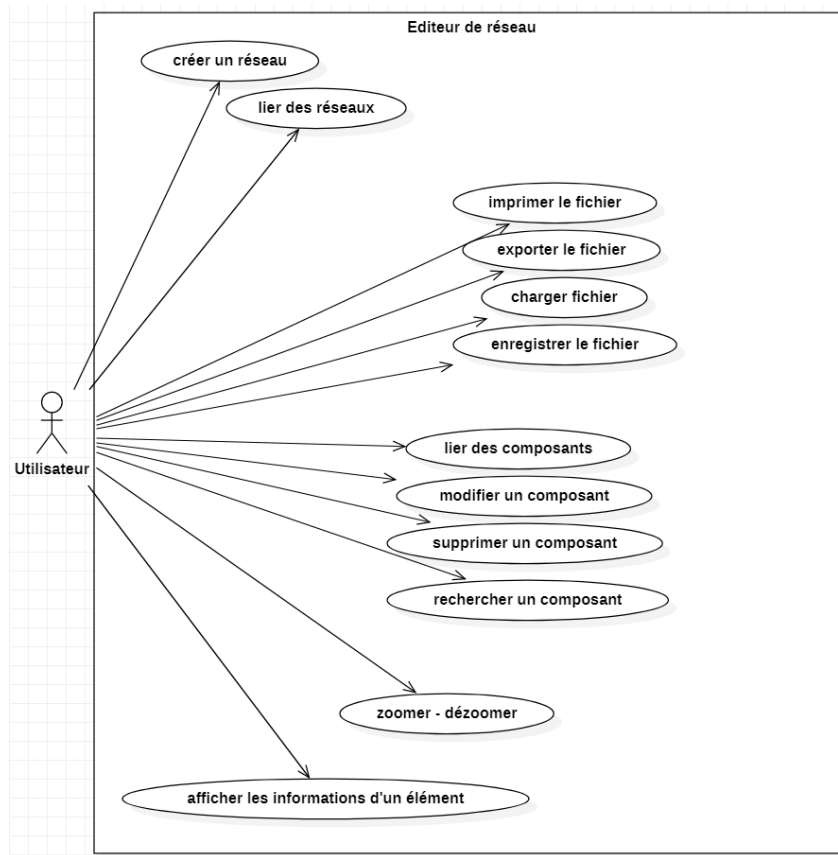 Editeur de réseau
créer un réseau
lier des réseaux
imprimer le fichier
exporter le fichier
charger fichier
enregistrer le fichier
Utilisateur
lier des composants
modifier un composant
supprimer un composant
rechercher un composant
zoomer - dézoomer
afficher les informations d'un élément